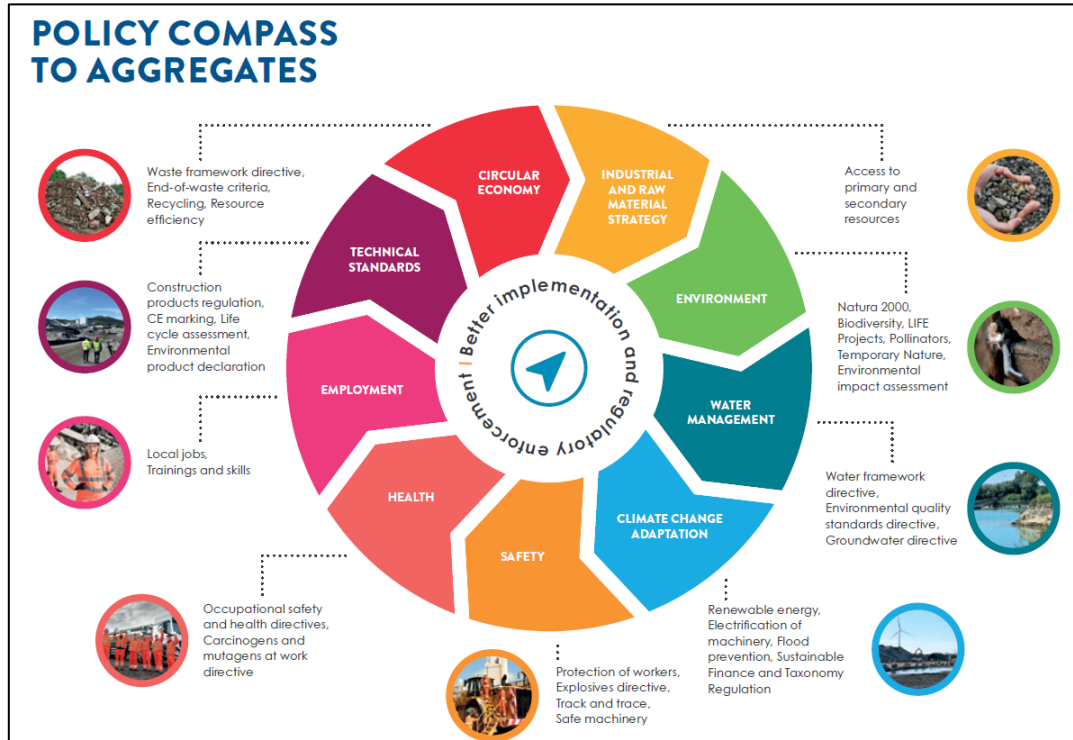 POLICY COMPASS
TO AGGREGATES
CIRCULAR
ECONOMY
INDUSTRIAL
AND RAW
MATERIAL
STRATEGY
ENVIRONMENT
WATER
MANAGEMENT
CLIMATE CHANGE
ADAPTATION
SAFETY
HEALTH
EMPLOYMENT
TECHNICAL
STANDARDS
Better implementation and regulatory enforcement |
Waste framework directive,
End-of-waste criteria,
Recycling, Resource
efficiency
Construction
products regulation,
CE marking, Life
cycle assessment,
Environmental
product declaration
Local jobs,
Trainings and skills
Occupational safety
and health directives,
Carcinogens and
mutagens at work
directive
Protection of workers,
Explosives directive,
Track and trace,
Safe machinery
Renewable energy,
Electrification of
machinery, Flood
prevention, Sustainable
Finance and Taxonomy
Regulation
Water framework
directive,
Environmental quality
standards directive,
Groundwater directive
Natura 2000,
Biodiversity, LIFE
Projects, Pollinators,
Temporary Nature,
Environmental
impact assessment
Access to
primary and
secondary
resources